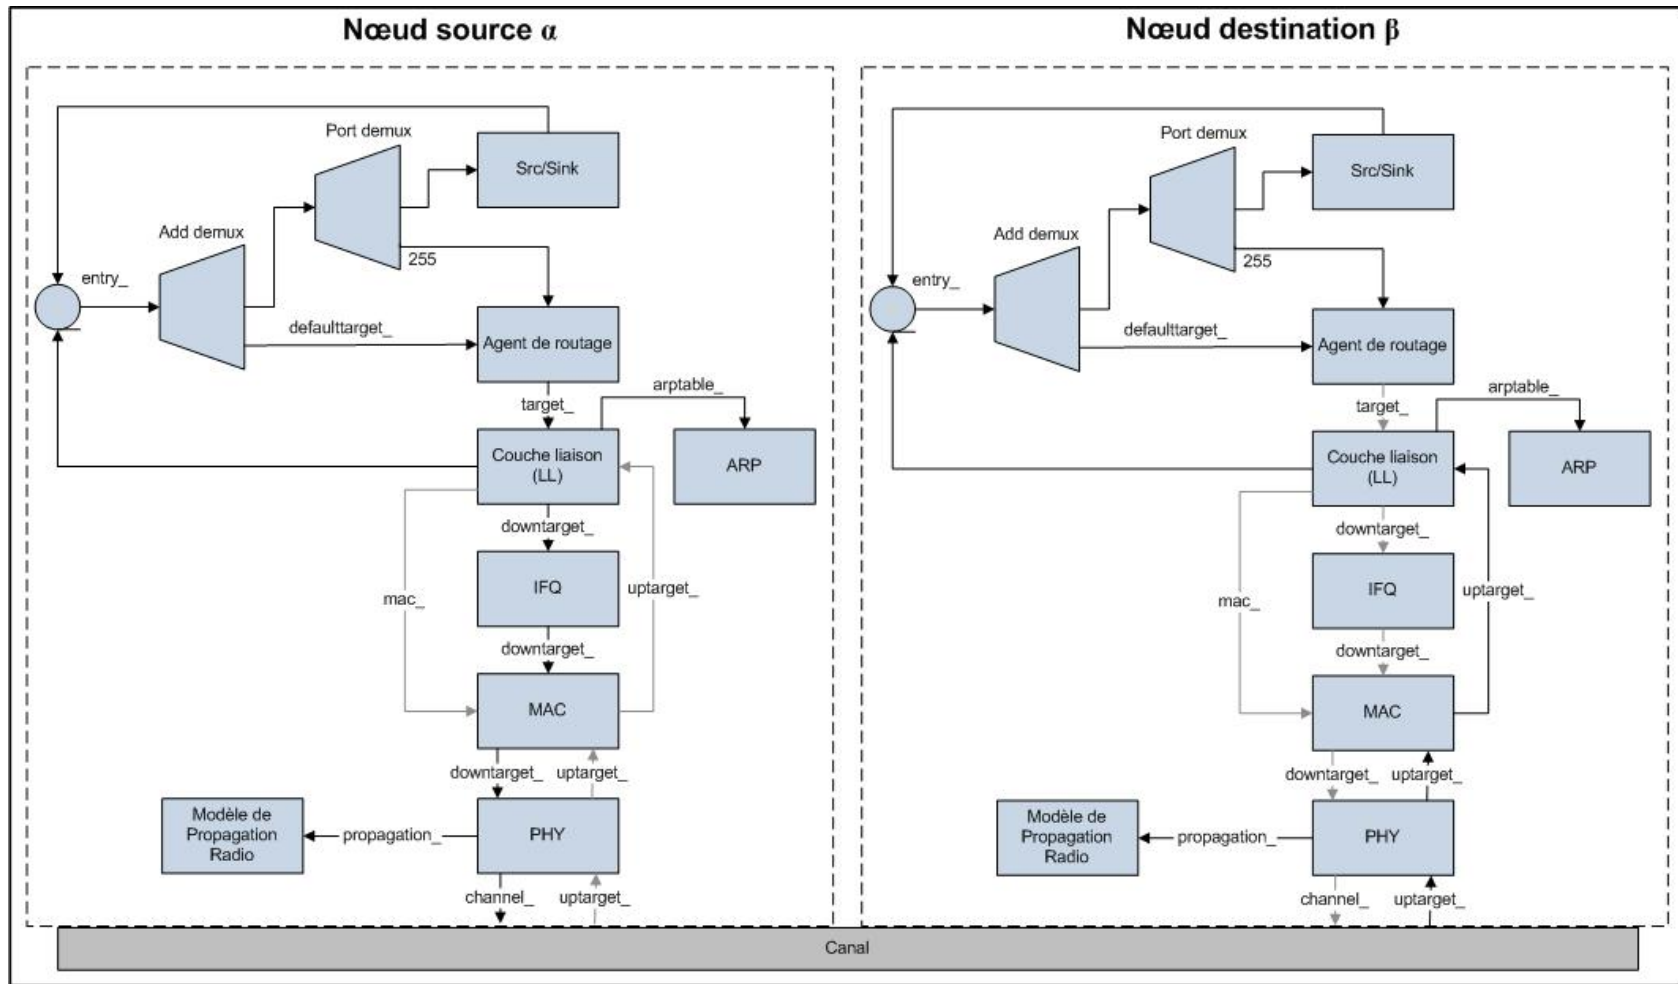 Nœud source α
Nœud destination β
Port demux
Src/Sink
Add demux
entry_
255
defaulttarget_
Agent de routage
arptable_
target_
Couche liaison
(LL)
ARP
downtarget_
IFQ
mac_
uptarget_
downtarget_
MAC
downtarget_
uptarget_
Modèle de
Propagation
Radio
propagation_
PHY
channel_
uptarget_
Port demux
Src/Sink
Add demux
entry_
255
defaulttarget_
Agent de routage
arptable_
target_
Couche liaison
(LL)
ARP
downtarget_
IFQ
mac_
uptarget_
downtarget_
MAC
downtarget_
uptarget_
Modèle de
Propagation
Radio
propagation_
PHY
channel_
uptarget_
Canal